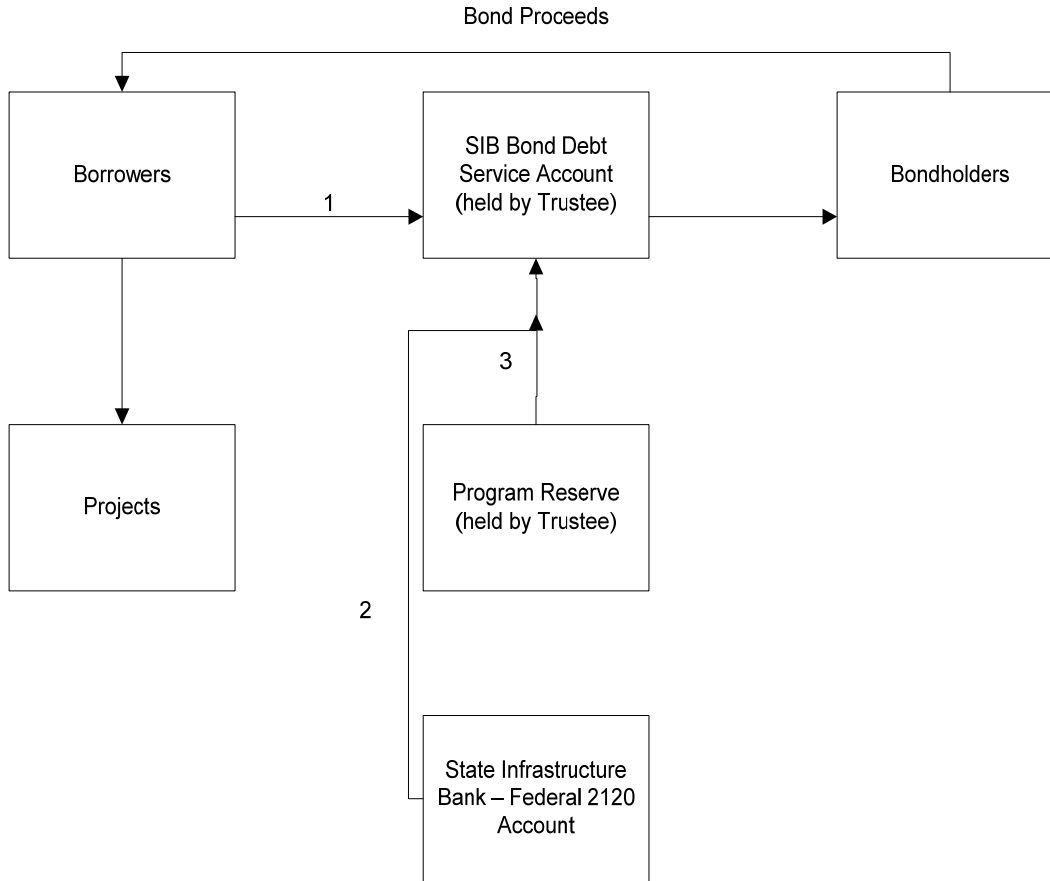 Bond Proceeds
Borrowers
SIB Bond Debt
Service Account
(held by Trustee)
Bondholders
1
3
Projects
Program Reserve
(held by Trustee)
2
State Infrastructure
Bank – Federal 2120
Account